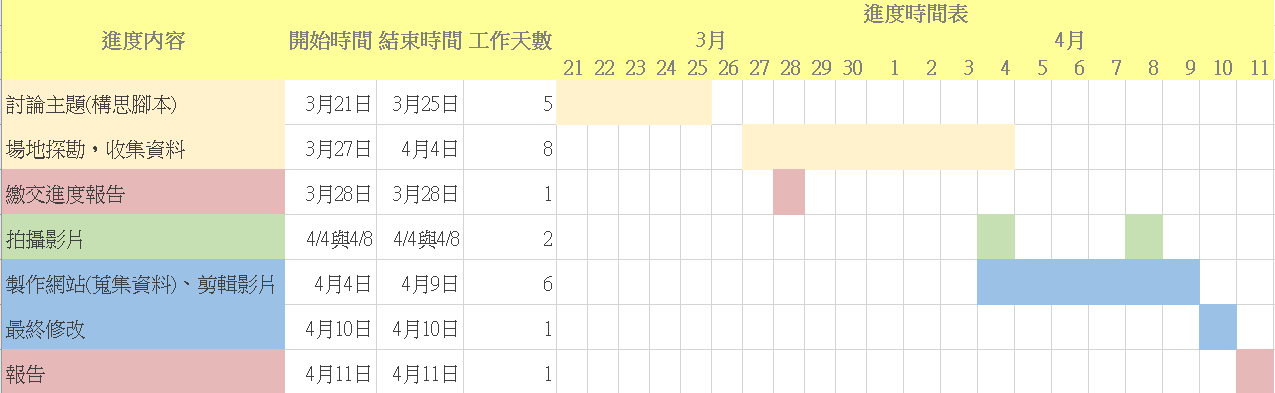 進度時間表
進度內容 開始時間 結束時間 工作天數 3月 4月
21 22 23 24 25 26 27 28 29 30 1 2 3 4 5 6 7 8 9 10 11
討論主題(構思腳本) 3月21日 3月25日 5
場地探勘，收集資料 3月27日 4月4日 8
繳交進度報告 3月28日 3月28日 1
拍攝影片 4/4與4/8 4/4與4/8 2
製作網站(蒐集資料)、剪輯影片 4月4日 4月9日 6
最終修改 4月10日 4月10日 1
報告 4月11日 4月11日 1